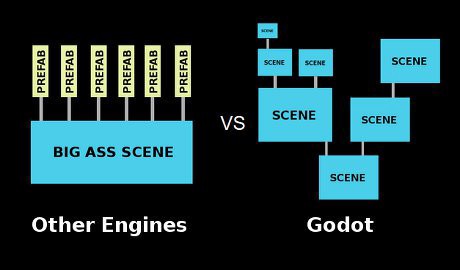 PREFAB
PREFAB
PREFAB
PREFAB
PREFAB
PREFAB
BIG ASS SCENE
Other Engines
VS
SCENE
SCENE
SCENE
SCENE
SCENE
SCENE
SCENE
Godot